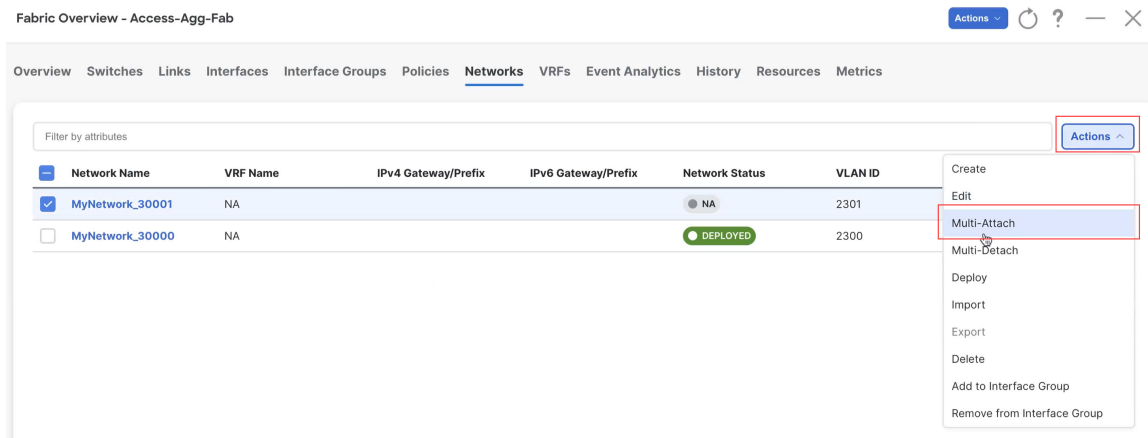 Fabric Overview - Access-Agg-Fab
Actions
?
Overview Switches Links Interfaces Interface Groups Policies Networks VRFs Event Analytics History Resources Metrics
Filter by attributes
Actions
Network Name VRF Name IPv4 Gateway/Prefix IPv6 Gateway/Prefix Network Status VLAN ID
MyNetwork_30001 NA NA 2301
MyNetwork_30000 NA DEPLOYED 2300
Create
Edit
Multi-Attach
Multi-Detach
Deploy
Import
Export
Delete
Add to Interface Group
Remove from Interface Group